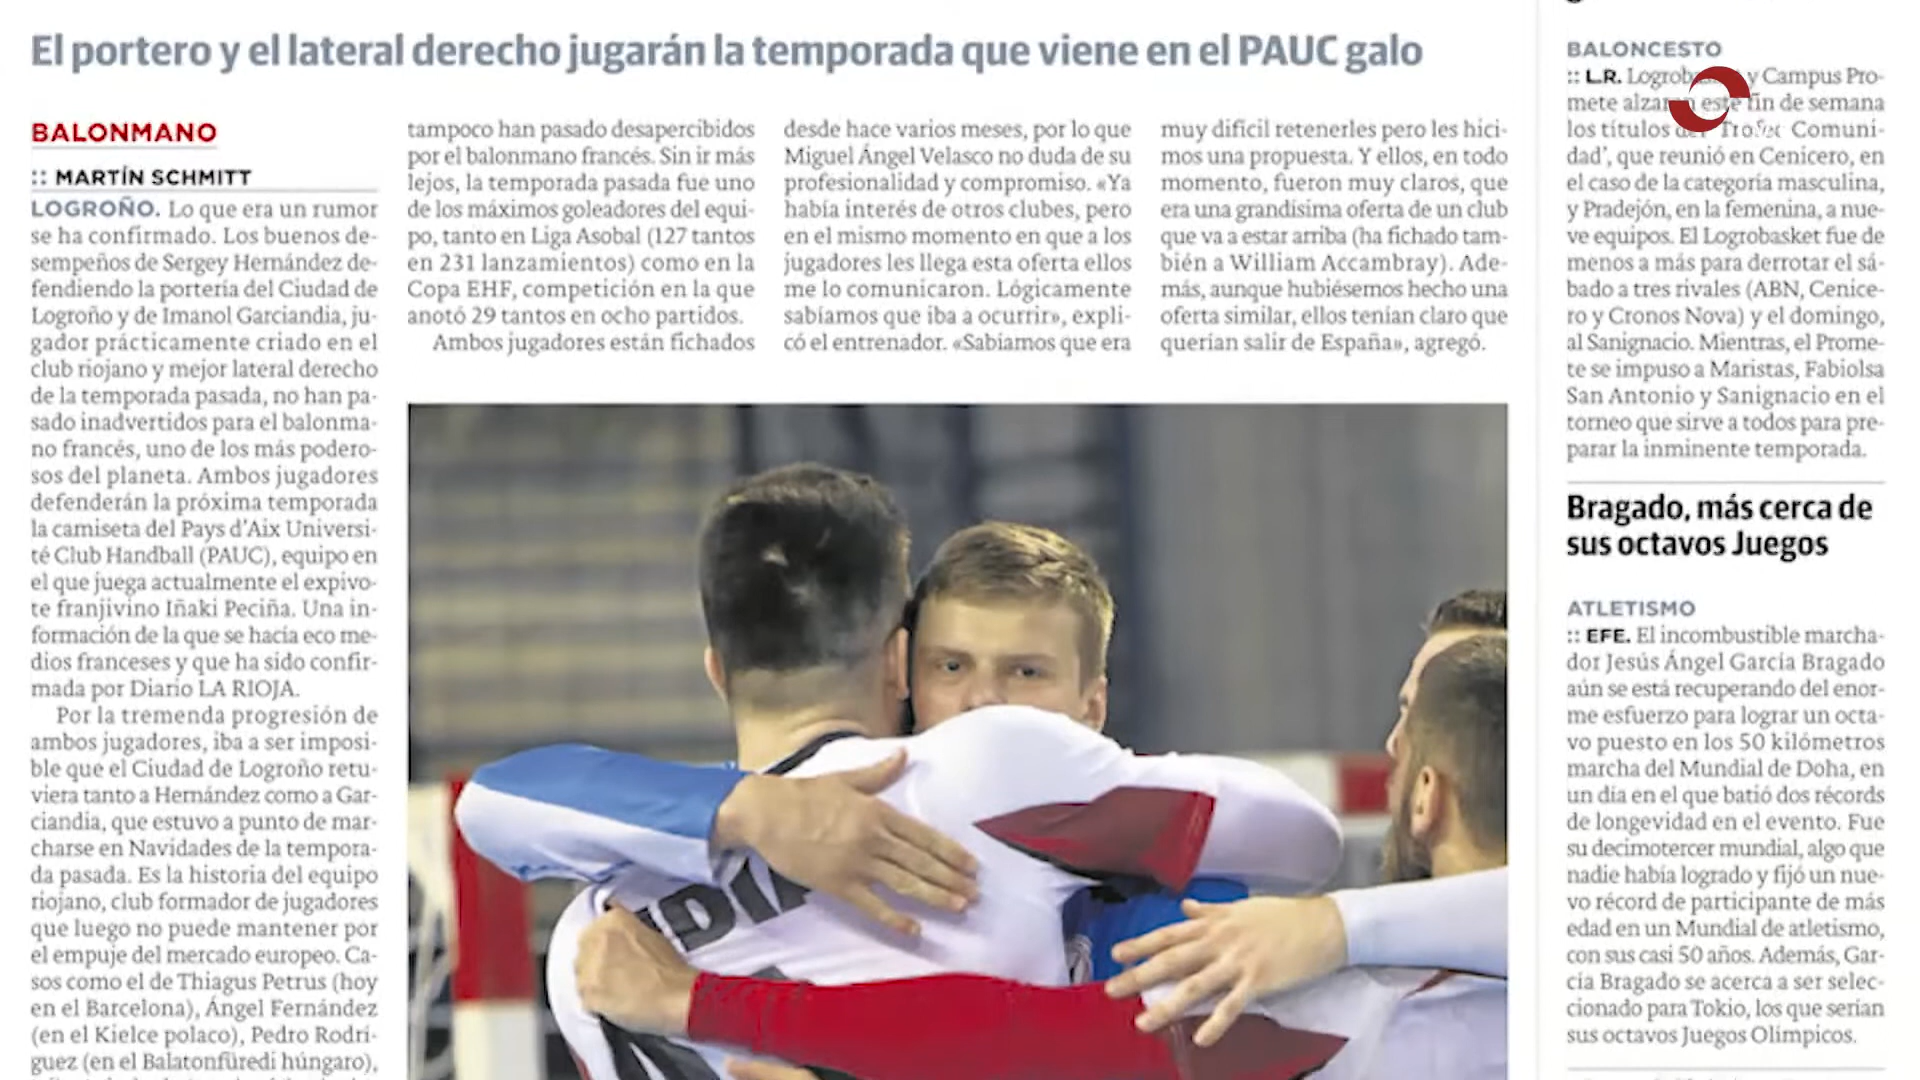 El portero y el lateral derecho jugarán la temporada que viene en el PAUC galo
BALONMANO
:: MARTÍN SCHMITT
LOGROÑO. Lo que era un rumor
se ha confirmado. Los buenos de-
sempeños de Sergey Hernández de-
fendiendo la portería del Ciudad de
Logroño y de Imanol Garciandia, ju-
gador prácticamente criado en el
club riojano y mejor lateral derecho
de la temporada pasada, no han pa-
sado inadvertidos para el balonma-
no francés, uno de los más podero-
sos del planeta. Ambos jugadores
defenderán la próxima temporada
la camiseta del Pays d'Aix Universi-
té Club Handball (PAUC), equipo en
el que juega actualmente el expivo-
te franjivino Iñaki Peciña. Una in-
formación de la que se hacía eco me-
dios franceses y que ha sido confir-
mada por Diario LA RIOJA.
Por la tremenda progresión de
ambos jugadores, iba a ser imposi-
ble que el Ciudad de Logroño retu-
viera tanto a Hernández como a Gar-
ciandia, que estuvo a punto de mar-
charse en Navidades de la tempora-
da pasada. Es la historia del equipo
riojano, club formador de jugadores
que luego no puede mantener por
el empuje del mercado europeo. Ca-
sos como el de Thiagus Petrus (hoy
en el Barcelona), Ángel Fernández
(en el Kielce polaco), Pedro Rodrí-
guez (en el Balatonfüredi húngaro),
tampoco han pasado desapercibidos
por el balonmano francés. Sin ir más
lejos, la temporada pasada fue uno
de los máximos goleadores del equi-
po, tanto en Liga Asobal (127 tantos
en 231 lanzamientos) como en la
Copa EHF, competición en la que
anotó 29 tantos en ocho partidos.
Ambos jugadores están fichados
desde hace varios meses, por lo que
Miguel Ángel Velasco no duda de su
profesionalidad y compromiso. «Ya
había interés de otros clubes, pero
en el mismo momento en que a los
jugadores les llega esta oferta ellos
me lo comunicaron. Lógicamente
sabíamos que iba a ocurrir», expli-
có el entrenador. «Sabíamos que era
muy difícil retenerles pero les hici-
mos una propuesta. Y ellos, en todo
momento, fueron muy claros, que
era una grandísima oferta de un club
que va a estar arriba (ha fichado tam-
bién a William Accambray). Ade-
más, aunque hubiésemos hecho una
oferta similar, ellos tenían claro que
querían salir de España», agregó.
NDIA
BALONCESTO
:: L.R. Logrobasket y Campus Pro-
mete alzaron este fin de semana
los títulos del 'Trofeo Comuni-
dad', que reunió en Cenicero, en
el caso de la categoría masculina,
y Pradejón, en la femenina, a nue-
ve equipos. El Logrobasket fue de
menos a más para derrotar el sá-
bado a tres rivales (ABN, Cenice-
ro y Cronos Nova) y el domingo,
al Sanignacio. Mientras, el Prome-
te se impuso a Maristas, Fabiolsa
San Antonio y Sanignacio en el
torneo que sirve a todos para pre-
parar la inminente temporada.
Bragado, más cerca de
sus octavos Juegos
ATLETISMO
:: EFE. El incombustible marcha-
dor Jesús Ángel García Bragado
aún se está recuperando del enor-
me esfuerzo para lograr un octa-
vo puesto en los 50 kilómetros
marcha del Mundial de Doha, en
un día en el que batió dos récords
de longevidad en el evento. Fue
su decimotercer mundial, algo que
nadie había logrado y fijó un nue-
vo récord de participante de más
edad en un Mundial de atletismo,
con sus casi 50 años. Además, Gar-
cía Bragado se acerca a ser selec-
cionado para Tokio, los que serían
sus octavos Juegos Olímpicos.